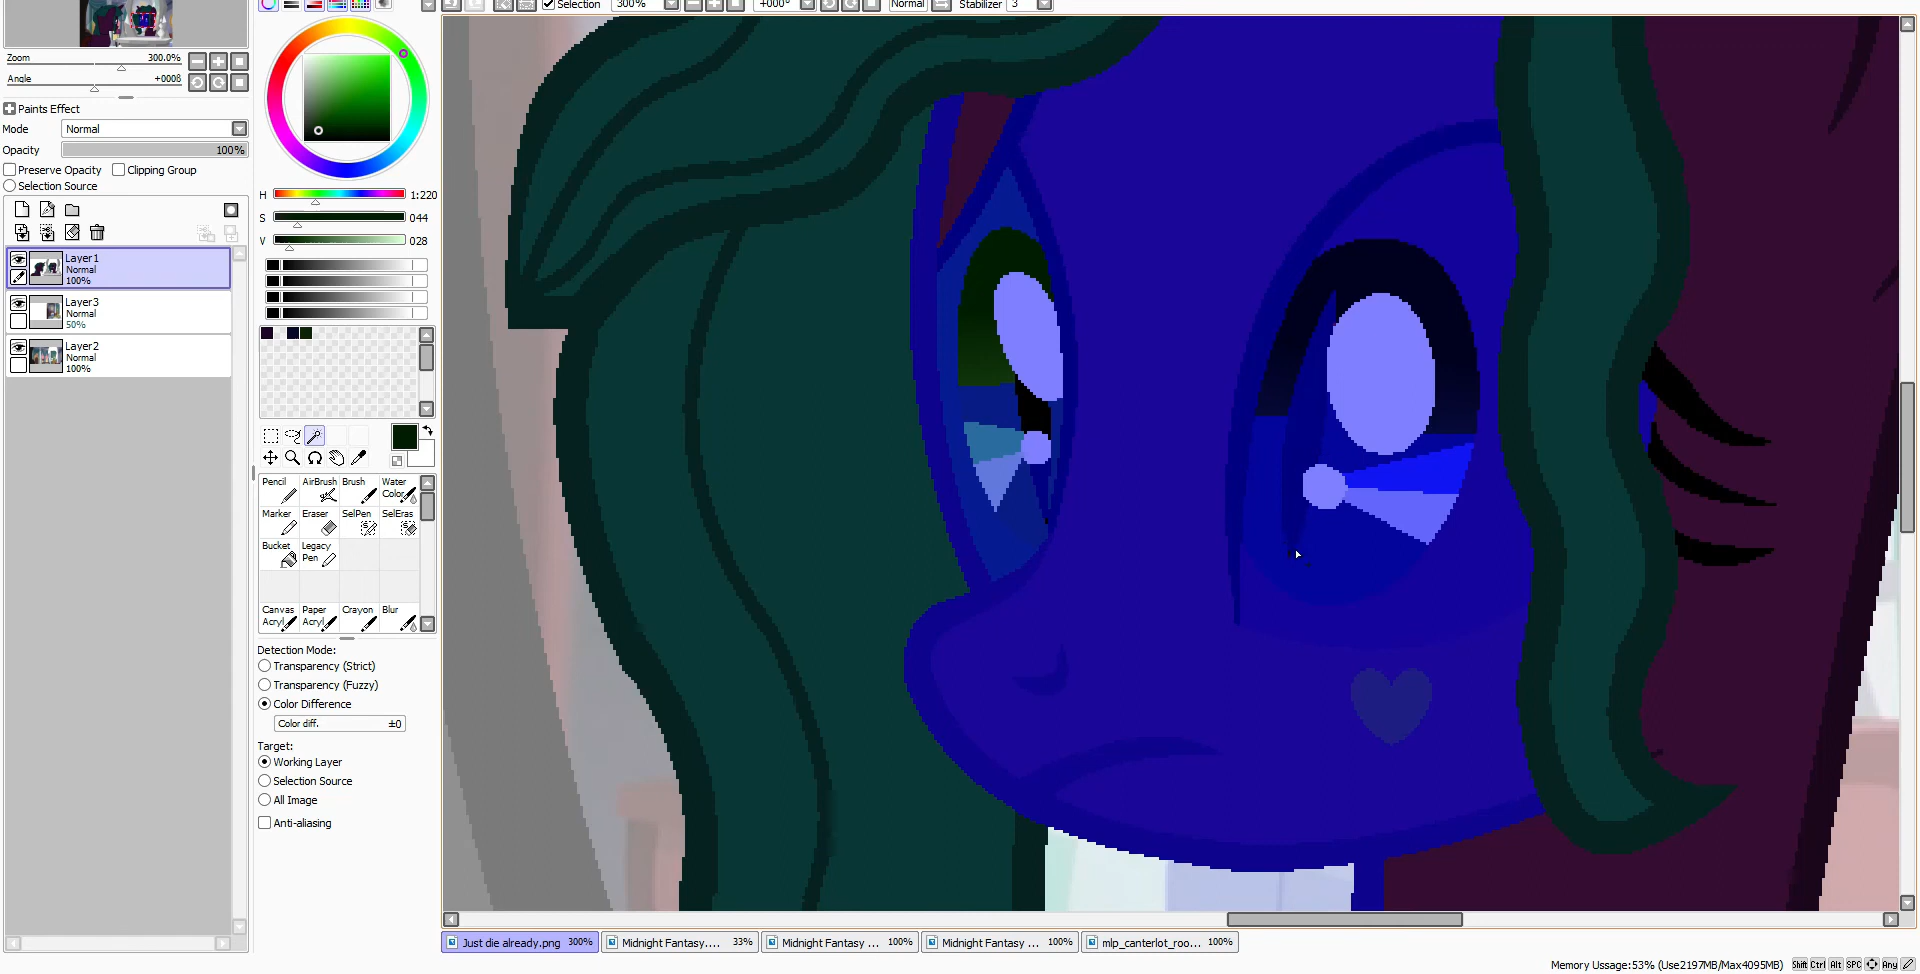 Selection
300%
+000°
Normal
Stabilizer
3
Zoom
300.0%
Angle
+000ß
Paints Effect
Mode
Normal
Opacity
100%
Preserve Opacity
Clipping Group
Selection Source
H
1:220
S
044
V
028
Layer1
Normal
100%
Layer3
Normal
50%
Layer2
Normal
100%
Pencil
AirBrush
Brush
Water
Color
Marker
Eraser
SelPen
SelEras
Bucket
Legacy
Pen
Canvas
Acryl
Paper
Acryl
Crayon
Blur
Detection Mode:
Transparency (Strict)
Transparency (Fuzzy)
Color Difference
Color diff.
±0
Target:
Working Layer
Selection Source
All Image
Anti-aliasing
Just die already.png
300%
Midnight Fantasy....
33%
Midnight Fantasy ...
100%
Midnight Fantasy ...
100%
mlp_canterlot_roo...
100%
Memory Ussage:53% (Use2197MB/Max4095MB)
Shift Ctrl Alt SPC Any